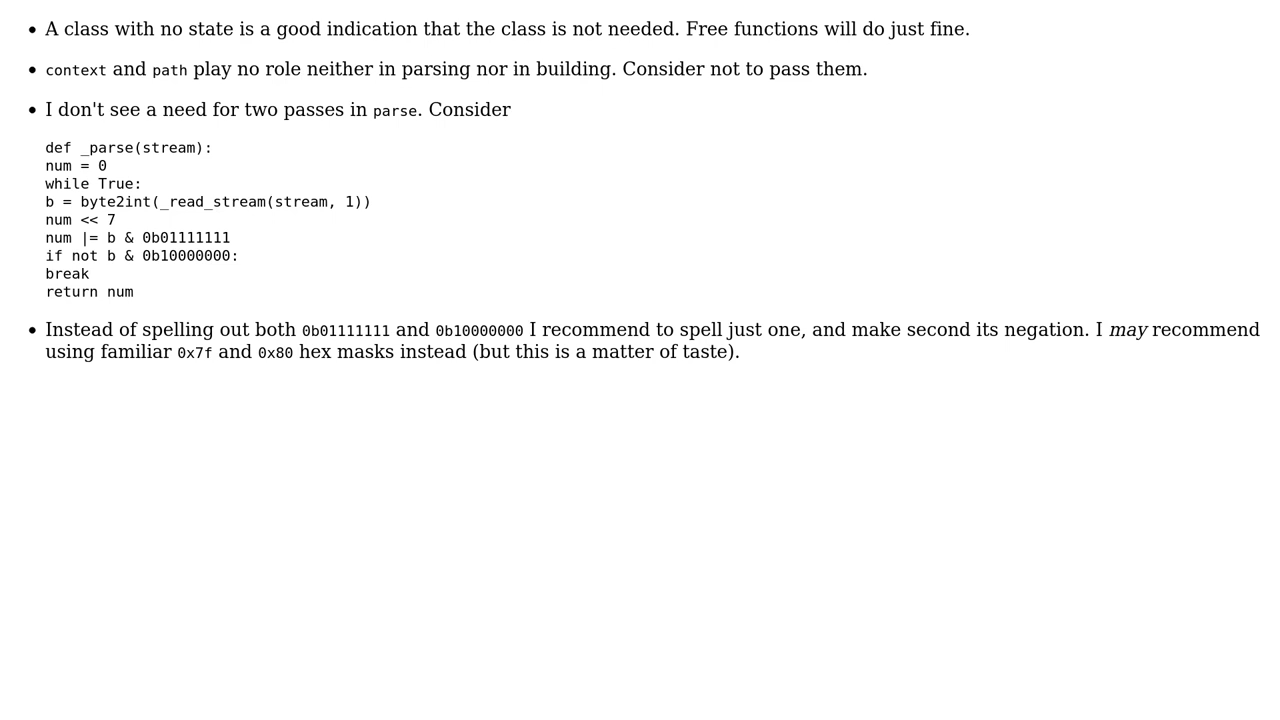 • A class with no state is a good indication that the class is not needed. Free functions will do just fine.
• context and path play no role neither in parsing nor in building. Consider not to pass them.
• I don't see a need for two passes in parse. Consider
def _parse(stream):
num = 0
while True:
b = byte2int(_read_stream(stream, 1))
num << 7
num |= b & 0b01111111
if not b & 0b10000000:
break
return num
• Instead of spelling out both 0b01111111 and 0b10000000 I recommend to spell just one, and make second its negation. I may recommend
using familiar 0x7f and 0x80 hex masks instead (but this is a matter of taste).